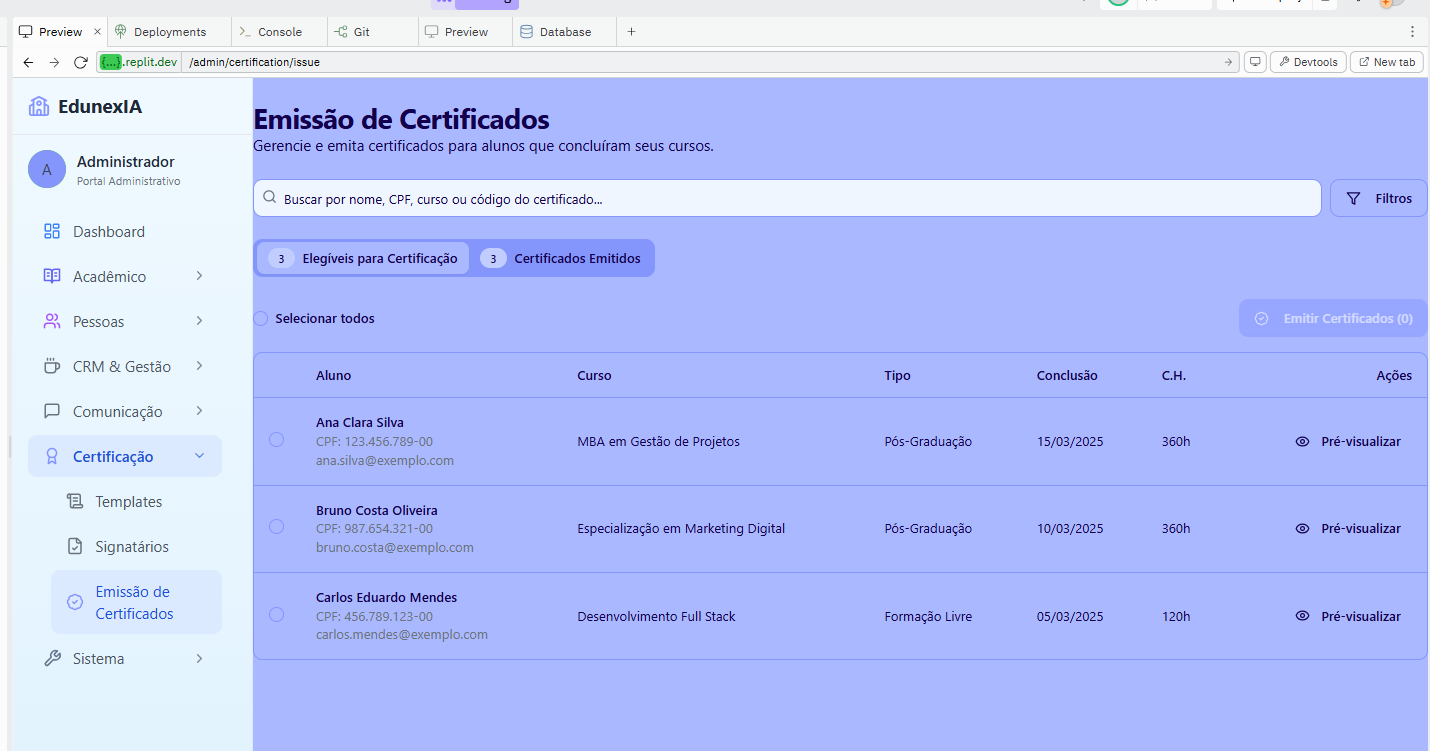 Preview
Deployments
Console
Git
Preview
Database
{...}.replit.dev
/admin/certification/issue
Devtools
New tab
EdunexIA
A
Administrador
Portal Administrativo
Dashboard
Acadêmico
Pessoas
CRM & Gestão
Comunicação
Certificação
Templates
Signatários
Emissão de
Certificados
Sistema
Emissão de Certificados
Gerencie e emita certificados para alunos que concluíram seus cursos.
Buscar por nome, CPF, curso ou código do certificado...
Filtros
3 Elegíveis para Certificação
3 Certificados Emitidos
Selecionar todos
Emitir Certificados (0)
Aluno Curso Tipo Conclusão C.H. Ações
Ana Clara Silva
CPF: 123.456.789-00
ana.silva@exemplo.com
MBA em Gestão de Projetos
Pós-Graduação
15/03/2025
360h
Pré-visualizar
Bruno Costa Oliveira
CPF: 987.654.321-00
bruno.costa@exemplo.com
Especialização em Marketing Digital
Pós-Graduação
10/03/2025
360h
Pré-visualizar
Carlos Eduardo Mendes
CPF: 456.789.123-00
carlos.mendes@exemplo.com
Desenvolvimento Full Stack
Formação Livre
05/03/2025
120h
Pré-visualizar